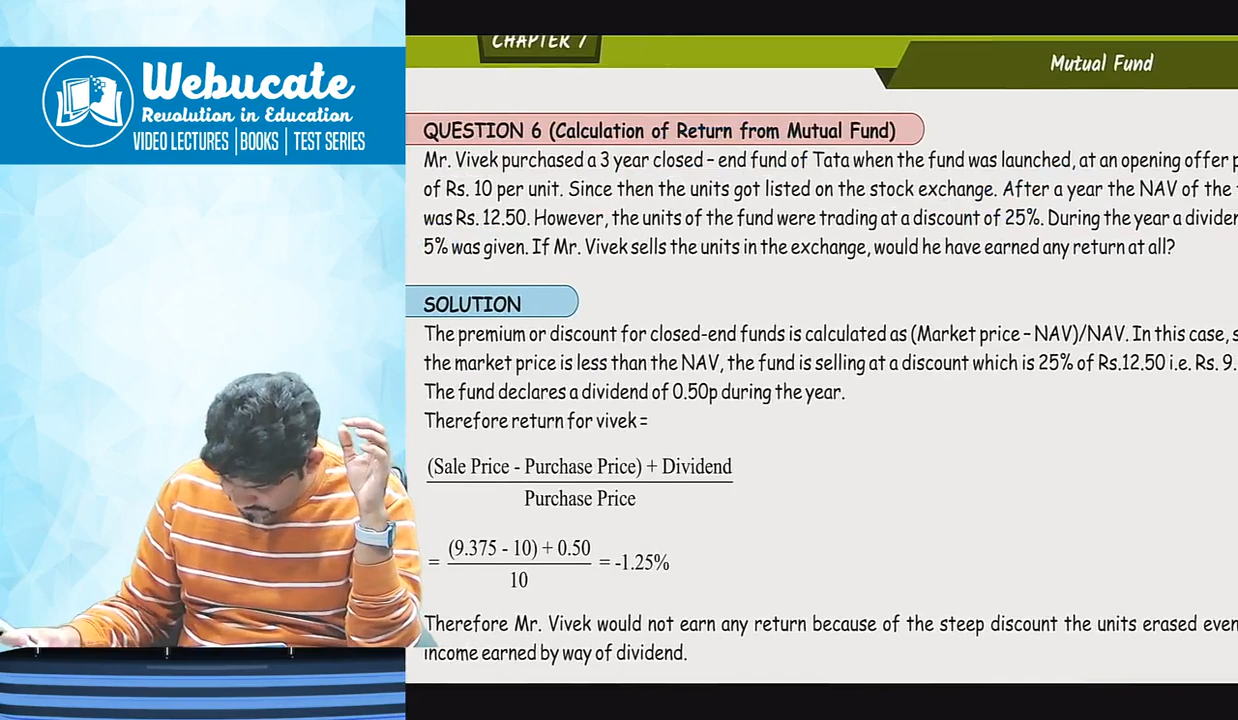 Webucate
Revolution in Education
VIDEO LECTURES | BOOKS | TEST SERIES
CHAPTER 7
Mutual Fund
QUESTION 6 (Calculation of Return from Mutual Fund)
Mr. Vivek purchased a 3 year closed – end fund of Tata when the fund was launched, at an opening offer p
of Rs. 10 per unit. Since then the units got listed on the stock exchange. After a year the NAV of the
was Rs. 12.50. However, the units of the fund were trading at a discount of 25%. During the year a dividen
5% was given. If Mr. Vivek sells the units in the exchange, would he have earned any return at all?
SOLUTION
The premium or discount for closed-end funds is calculated as (Market price – NAV)/NAV. In this case, s
the market price is less than the NAV, the fund is selling at a discount which is 25% of Rs.12.50 i.e. Rs. 9.
The fund declares a dividend of 0.50p during the year.
Therefore return for vivek =
(Sale Price - Purchase Price) + Dividend
Purchase Price
= (9.375 - 10) + 0.50 = -1.25%
10
Therefore Mr. Vivek would not earn any return because of the steep discount the units erased even
income earned by way of dividend.